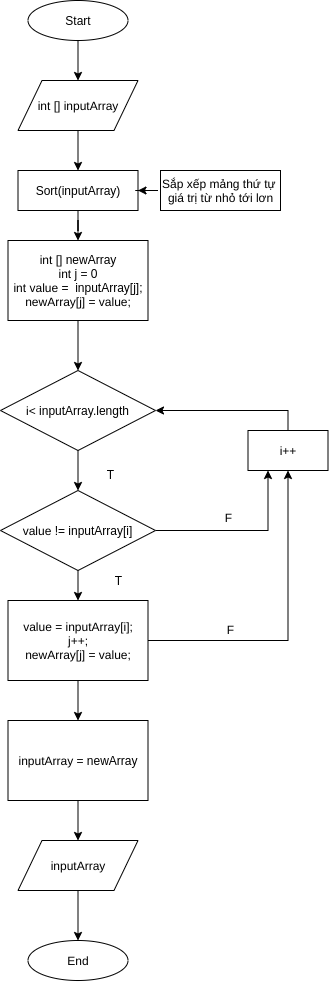 Start
int [] inputArray
Sort(inputArray)
Sắp xếp mảng thứ tự
giá trị từ nhỏ tới lơn
int [] newArray
int j = 0
int value = inputArray[j];
newArray[j] = value;
i< inputArray.length
i++
T
value != inputArray[i]
F
T
value = inputArray[i];
j++;
newArray[j] = value;
F
inputArray = newArray
inputArray
End